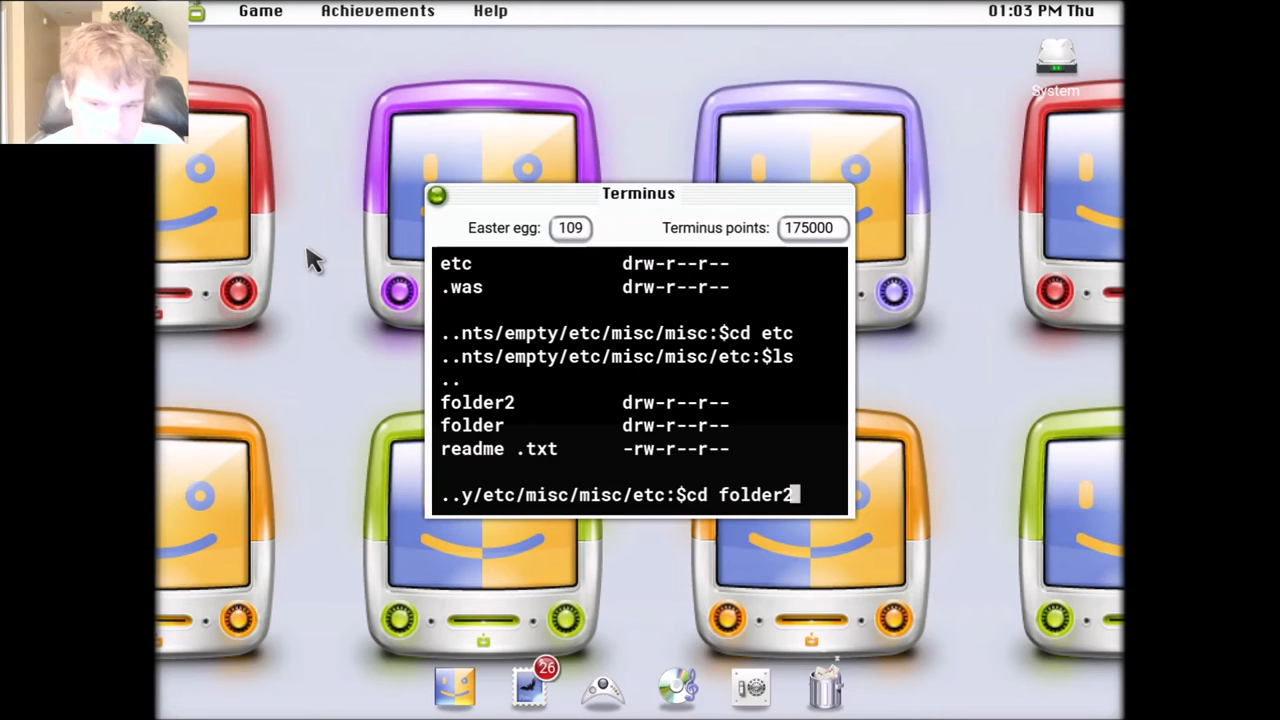 Game Achievements Help 01:03 PM Thu
System
Terminus
Easter egg: 109 Terminus points: 175000
etc drw-r--r--
.was drw-r--r--
..nts/empty/etc/misc/misc:$cd etc
..nts/empty/etc/misc/misc/etc:$ls
..
folder2 drw-r--r--
folder drw-r--r--
readme .txt -rw-r--r--
..y/etc/misc/misc/etc:$cd folder2
26